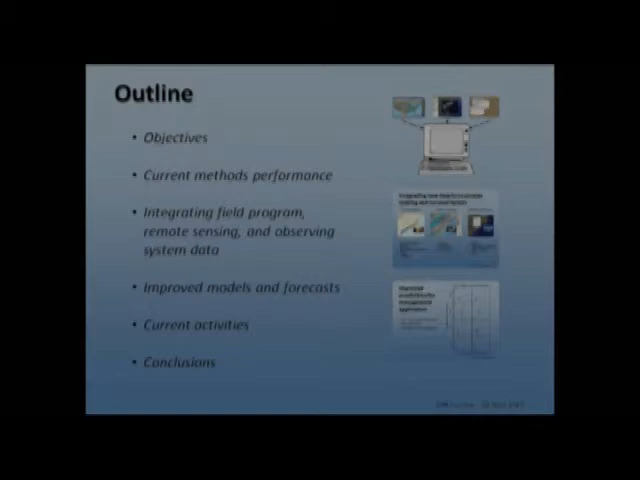 Outline
• Objectives
• Current methods performance
• Integrating field program,
remote sensing, and observing
system data
• Improved models and forecasts
• Current activities
• Conclusions